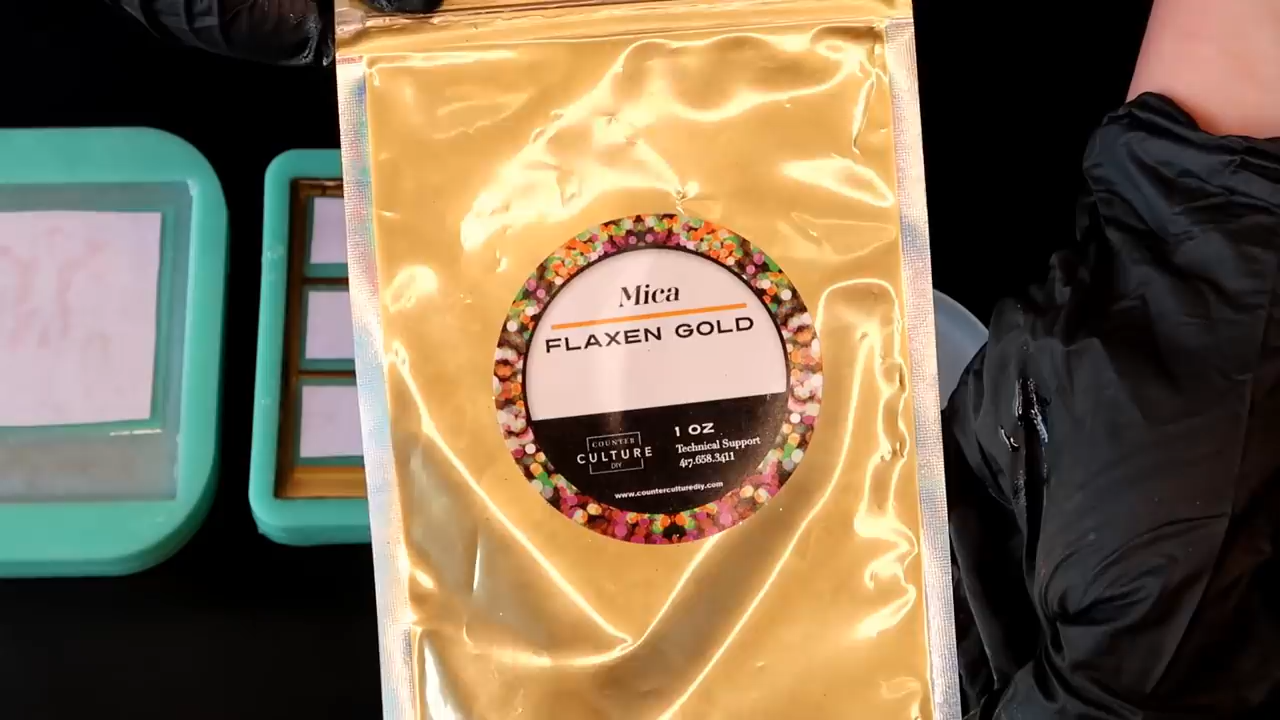 Mica
FLAXEN GOLD
COUNTER
CULTURE
DIY
1 OZ
Technical Support
417.658.3411
www.counterculturediy.com